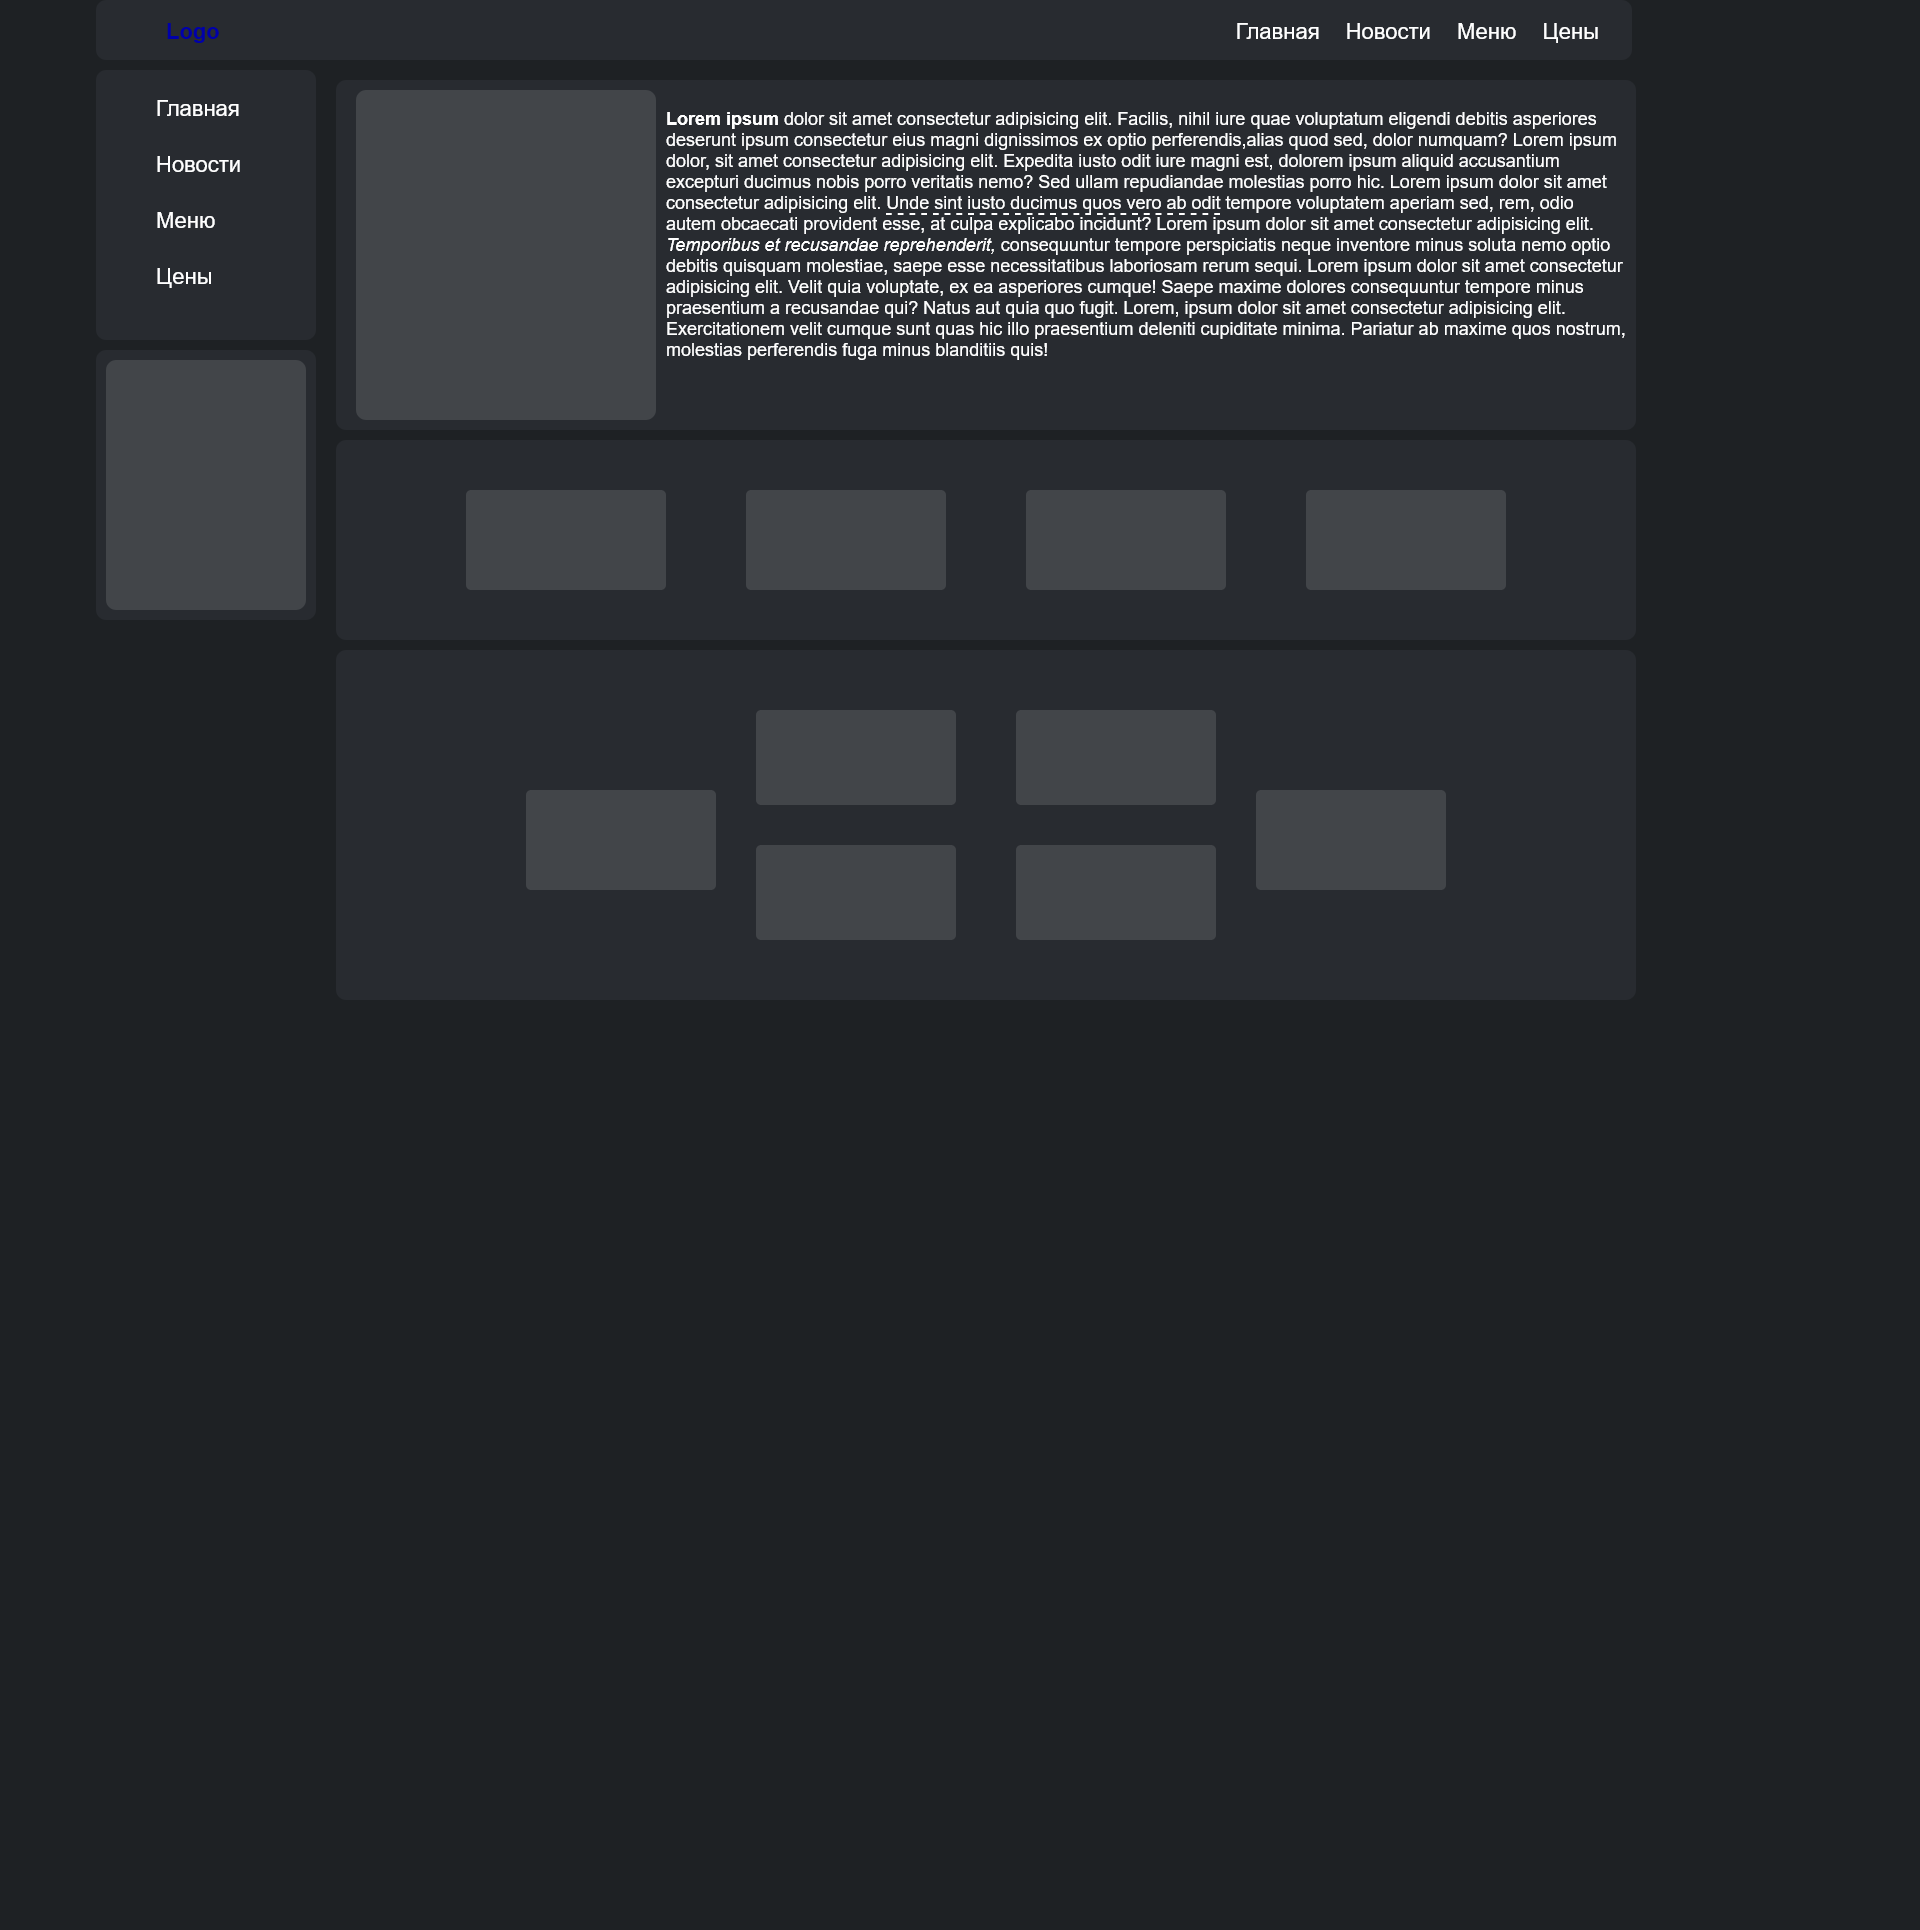 Logo
Главная Новости Меню Цены
Главная
Новости
Меню
Цены
Lorem ipsum dolor sit amet consectetur adipisicing elit. Facilis, nihil iure quae voluptatum eligendi debitis asperiores
deserunt ipsum consectetur eius magni dignissimos ex optio perferendis,alias quod sed, dolor numquam? Lorem ipsum
dolor, sit amet consectetur adipisicing elit. Expedita iusto odit iure magni est, dolorem ipsum aliquid accusantium
excepturi ducimus nobis porro veritatis nemo? Sed ullam repudiandae molestias porro hic. Lorem ipsum dolor sit amet
consectetur adipisicing elit. Unde sint iusto ducimus quos vero ab odit tempore voluptatem aperiam sed, rem, odio
autem obcaecati provident esse, at culpa explicabo incidunt? Lorem ipsum dolor sit amet consectetur adipisicing elit.
Temporibus et recusandae reprehenderit, consequuntur tempore perspiciatis neque inventore minus soluta nemo optio
debitis quisquam molestiae, saepe esse necessitatibus laboriosam rerum sequi. Lorem ipsum dolor sit amet consectetur
adipisicing elit. Velit quia voluptate, ex ea asperiores cumque! Saepe maxime dolores consequuntur tempore minus
praesentium a recusandae qui? Natus aut quia quo fugit. Lorem, ipsum dolor sit amet consectetur adipisicing elit.
Exercitationem velit cumque sunt quas hic illo praesentium deleniti cupiditate minima. Pariatur ab maxime quos nostrum,
molestias perferendis fuga minus blanditiis quis!